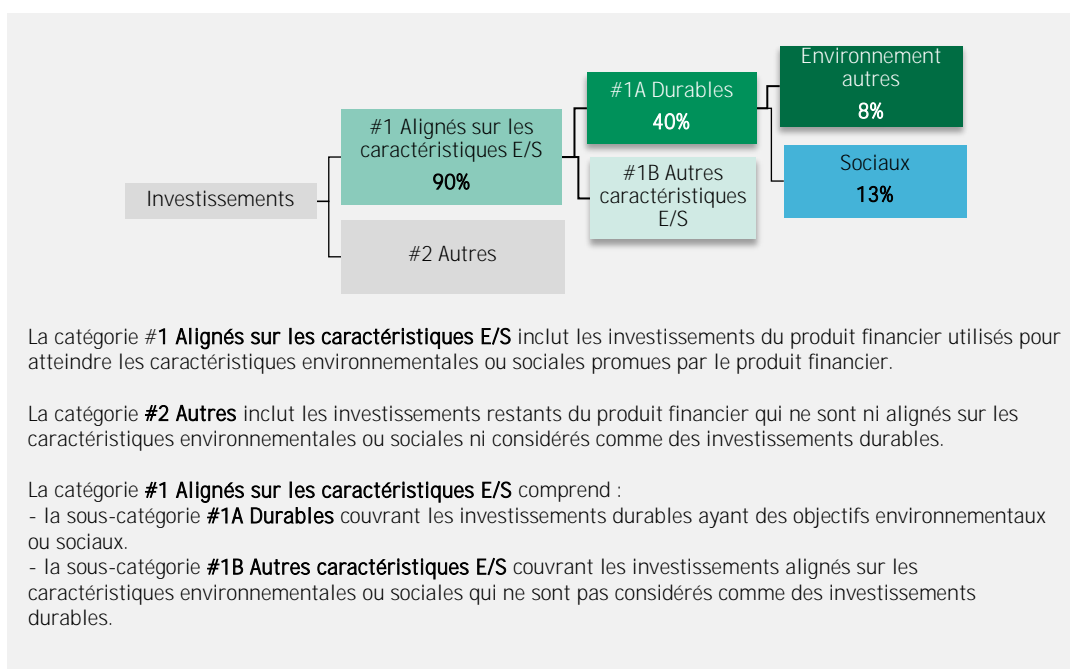 Investissements
#1 Alignés sur les
caractéristiques E/S
90%
#2 Autres
#1A Durables
40%
#1B Autres
caractéristiques
E/S
Environnement
autres
8%
Sociaux
13%
La catégorie #1 Alignés sur les caractéristiques E/S inclut les investissements du produit financier utilisés pour
atteindre les caractéristiques environnementales ou sociales promues par le produit financier.
La catégorie #2 Autres inclut les investissements restants du produit financier qui ne sont ni alignés sur les
caractéristiques environnementales ou sociales ni considérés comme des investissements durables.
La catégorie #1 Alignés sur les caractéristiques E/S comprend :
- la sous-catégorie #1A Durables couvrant les investissements durables ayant des objectifs environnementaux
ou sociaux.
- la sous-catégorie #1B Autres caractéristiques E/S couvrant les investissements alignés sur les
caractéristiques environnementales ou sociales qui ne sont pas considérés comme des investissements
durables.